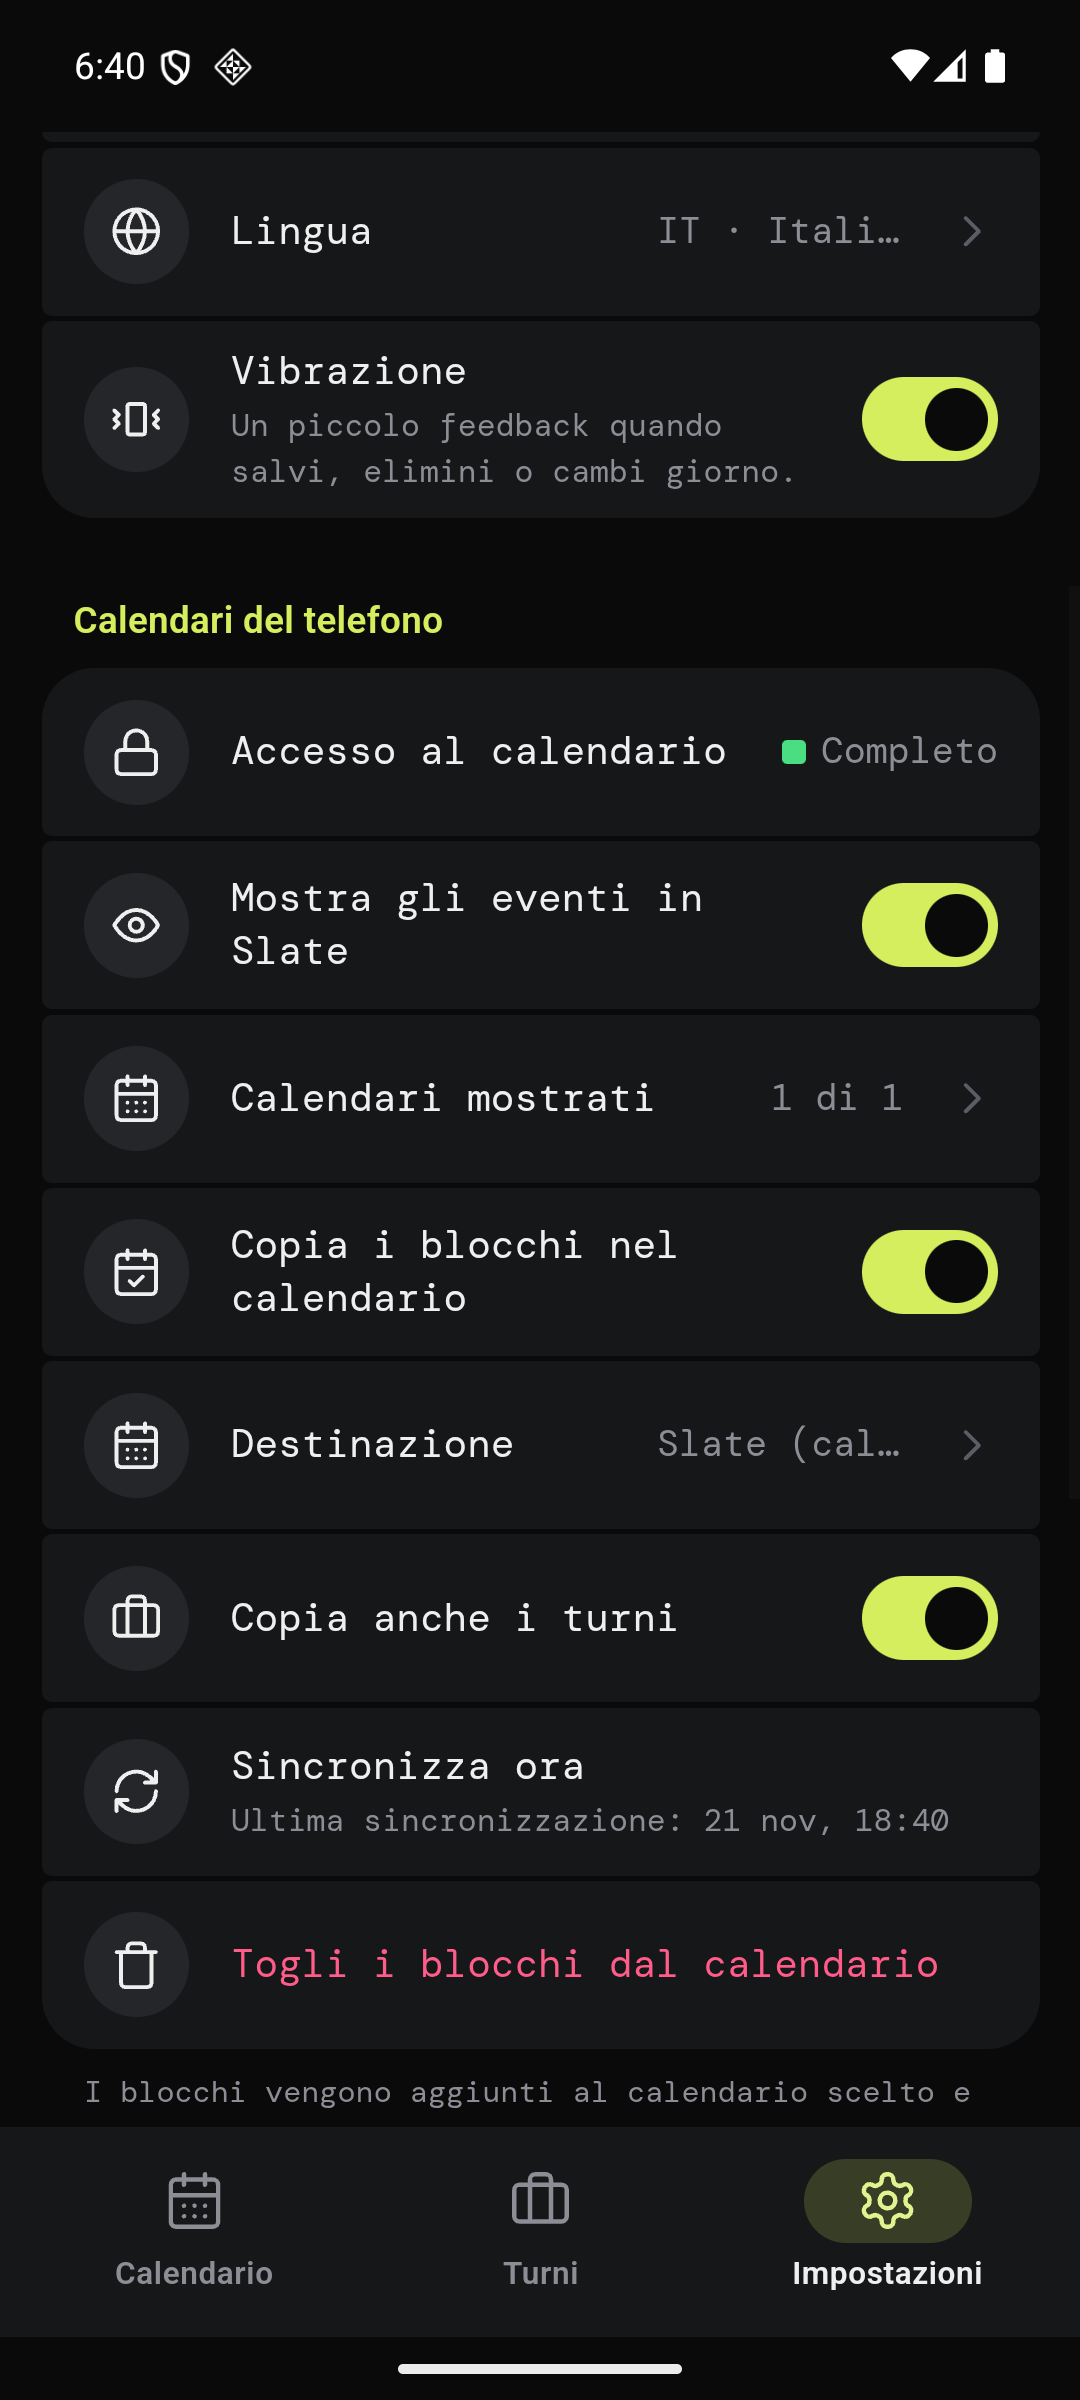 6:40
Lingua
IT · Itali…
Vibrazione
Un piccolo feedback quando
salvi, elimini o cambi giorno.
Calendari del telefono
Accesso al calendario
Completo
Mostra gli eventi in
Slate
Calendari mostrati
1 di 1
Copia i blocchi nel
calendario
Destinazione
Slate (cal…
Copia anche i turni
Sincronizza ora
Ultima sincronizzazione: 21 nov, 18:40
Togli i blocchi dal calendario
I blocchi vengono aggiunti al calendario scelto e
Calendario
Turni
Impostazioni